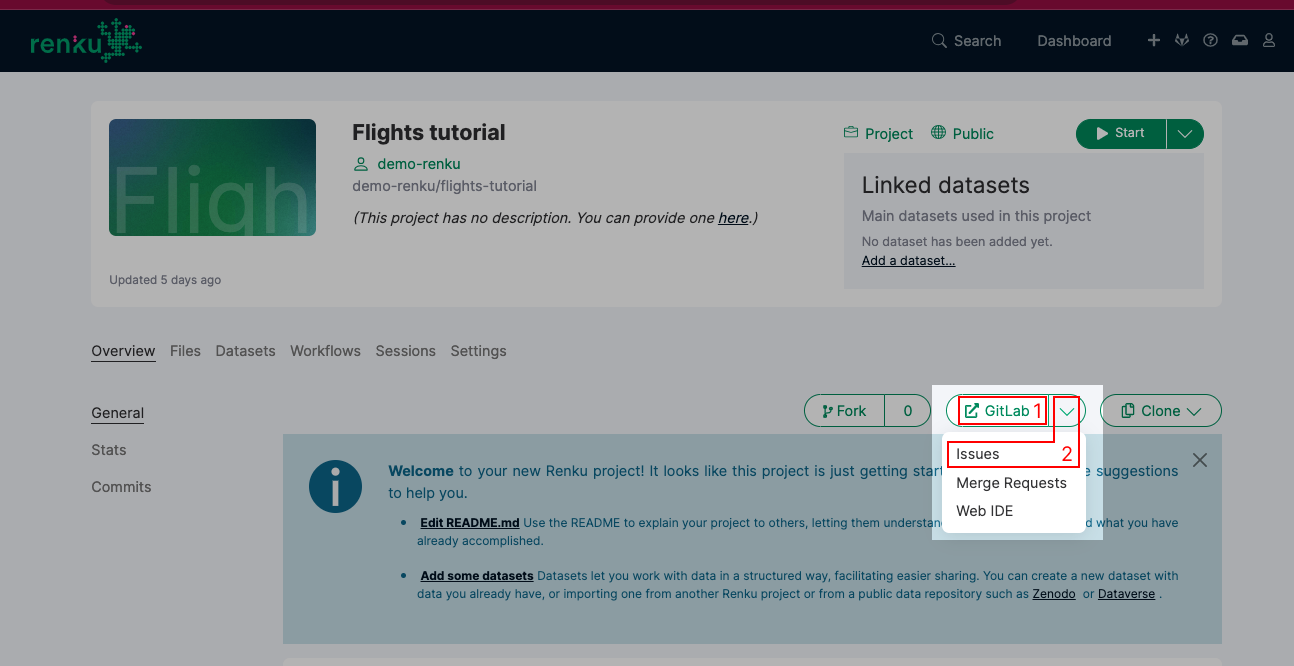 renku
Search
Dashboard
Fligh
Flights tutorial
demo-renku
demo-renku/flights-tutorial
(This project has no description. You can provide one here.)
Updated 5 days ago
Project
Public
Start
Linked datasets
Main datasets used in this project
No dataset has been added yet.
Add a dataset...
Overview
Files
Datasets
Workflows
Sessions
Settings
General
Stats
Commits
Fork
0
GitLab 1
Clone
Issues 2
Merge Requests
Web IDE
Welcome to your new Renku project! It looks like this project is just getting suggestions
to help you.
Edit README.md Use the README to explain your project to others, letting them what you have
already accomplished.
Add some datasets Datasets let you work with data in a structured way, facilitating easier sharing. You can create a new dataset with
data you already have, or importing one from another Renku project or from a public data repository such as Zenodo or Dataverse .